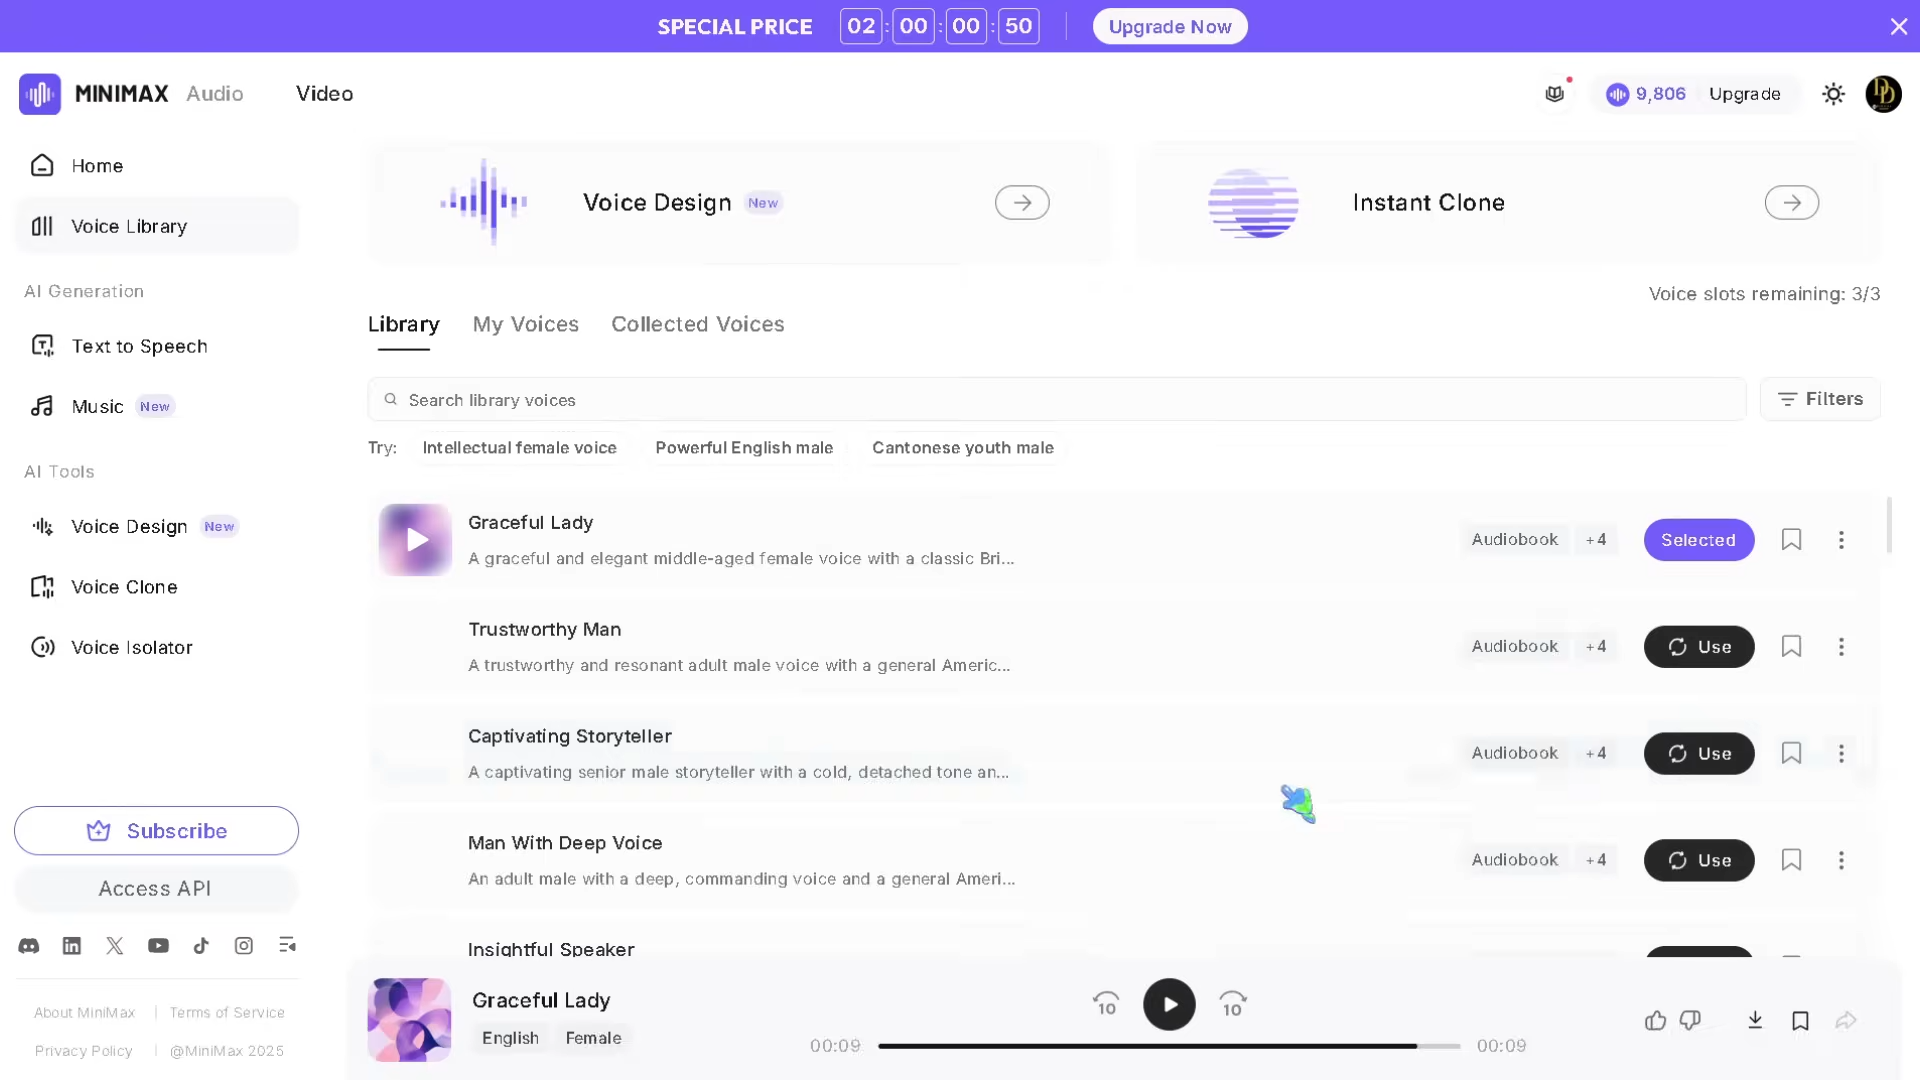 SPECIAL PRICE 02 : 00 : 00 : 50 Upgrade Now
MINIMAX Audio Video 9,806 Upgrade
Home
Voice Library
AI Generation
Text to Speech
Music New
AI Tools
Voice Design New
Voice Clone
Voice Isolator
Subscribe
Access API
About MiniMax | Terms of Service
Privacy Policy | @MiniMax 2025
Voice Design New
Instant Clone
Voice slots remaining: 3/3
Library My Voices Collected Voices
Search library voices
Filters
Try: Intellectual female voice Powerful English male Cantonese youth male
Graceful Lady
A graceful and elegant middle-aged female voice with a classic Bri...
Audiobook +4 Selected
Trustworthy Man
A trustworthy and resonant adult male voice with a general Americ...
Audiobook +4 Use
Captivating Storyteller
A captivating senior male storyteller with a cold, detached tone an...
Audiobook +4 Use
Man With Deep Voice
An adult male with a deep, commanding voice and a general Ameri...
Audiobook +4 Use
Insightful Speaker
Graceful Lady
English Female
10 10
00:09 00:09